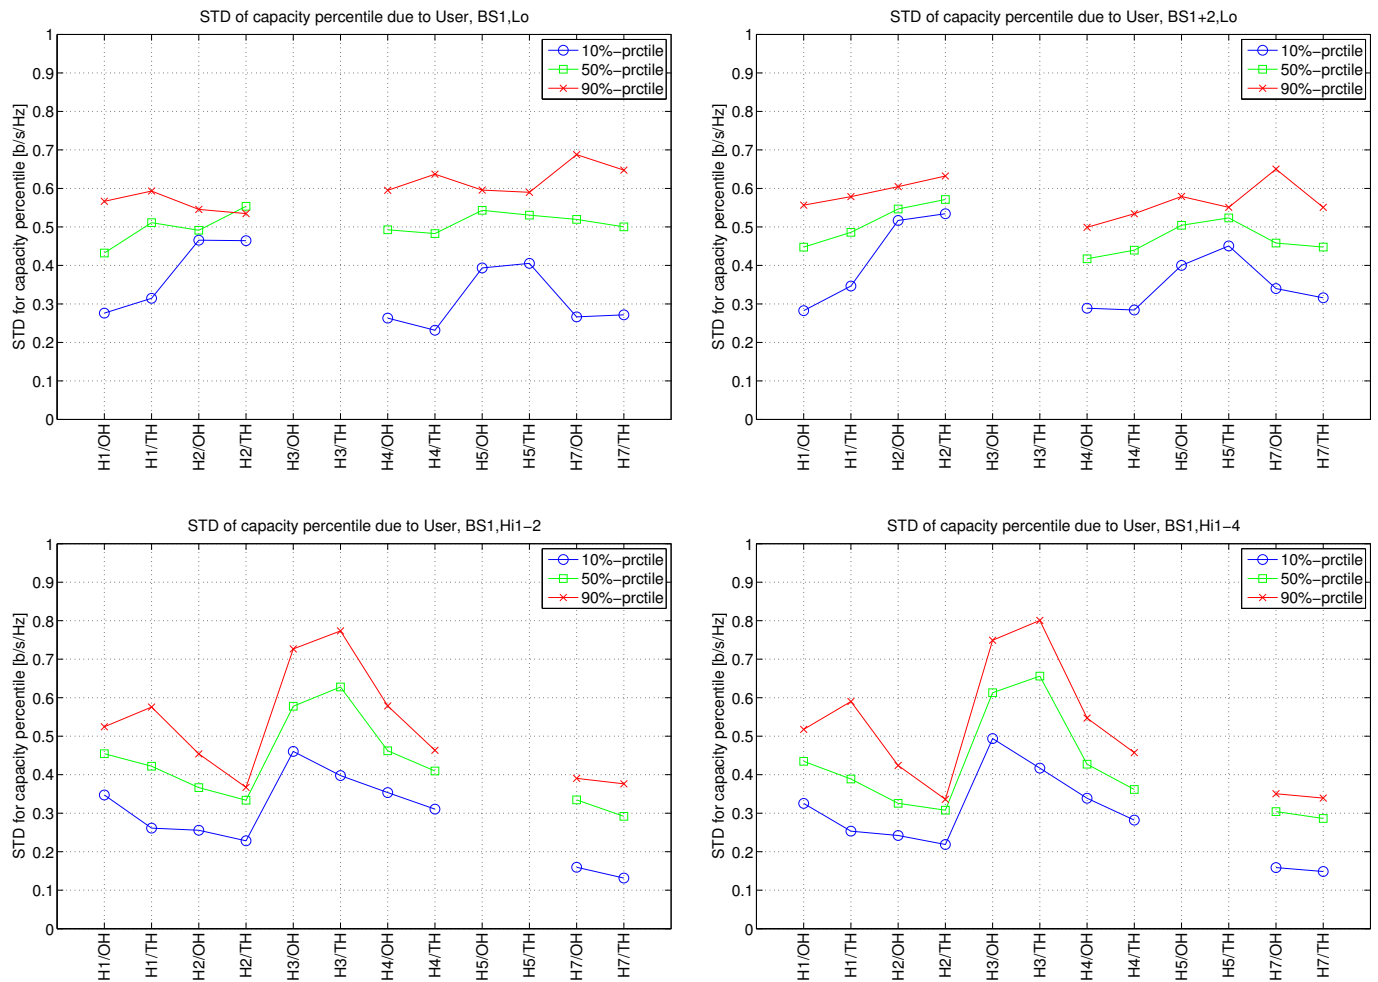 STD of capacity percentile due to User, BS1,Lo
STD for capacity percentile [b/s/Hz]
1
0.9
0.8
0.7
0.6
0.5
0.4
0.3
0.2
0.1
0
10%-prctile
50%-prctile
90%-prctile
H1/OH
H1/TH
H2/OH
H2/TH
H3/OH
H3/TH
H4/OH
H4/TH
H5/OH
H5/TH
H7/OH
H7/TH
STD of capacity percentile due to User, BS1+2,Lo
STD for capacity percentile [b/s/Hz]
1
0.9
0.8
0.7
0.6
0.5
0.4
0.3
0.2
0.1
0
10%-prctile
50%-prctile
90%-prctile
H1/OH
H1/TH
H2/OH
H2/TH
H3/OH
H3/TH
H4/OH
H4/TH
H5/OH
H5/TH
H7/OH
H7/TH
STD of capacity percentile due to User, BS1,Hi1-2
STD for capacity percentile [b/s/Hz]
1
0.9
0.8
0.7
0.6
0.5
0.4
0.3
0.2
0.1
0
10%-prctile
50%-prctile
90%-prctile
H1/OH
H1/TH
H2/OH
H2/TH
H3/OH
H3/TH
H4/OH
H4/TH
H5/OH
H5/TH
H7/OH
H7/TH
STD of capacity percentile due to User, BS1,Hi1-4
STD for capacity percentile [b/s/Hz]
1
0.9
0.8
0.7
0.6
0.5
0.4
0.3
0.2
0.1
0
10%-prctile
50%-prctile
90%-prctile
H1/OH
H1/TH
H2/OH
H2/TH
H3/OH
H3/TH
H4/OH
H4/TH
H5/OH
H5/TH
H7/OH
H7/TH